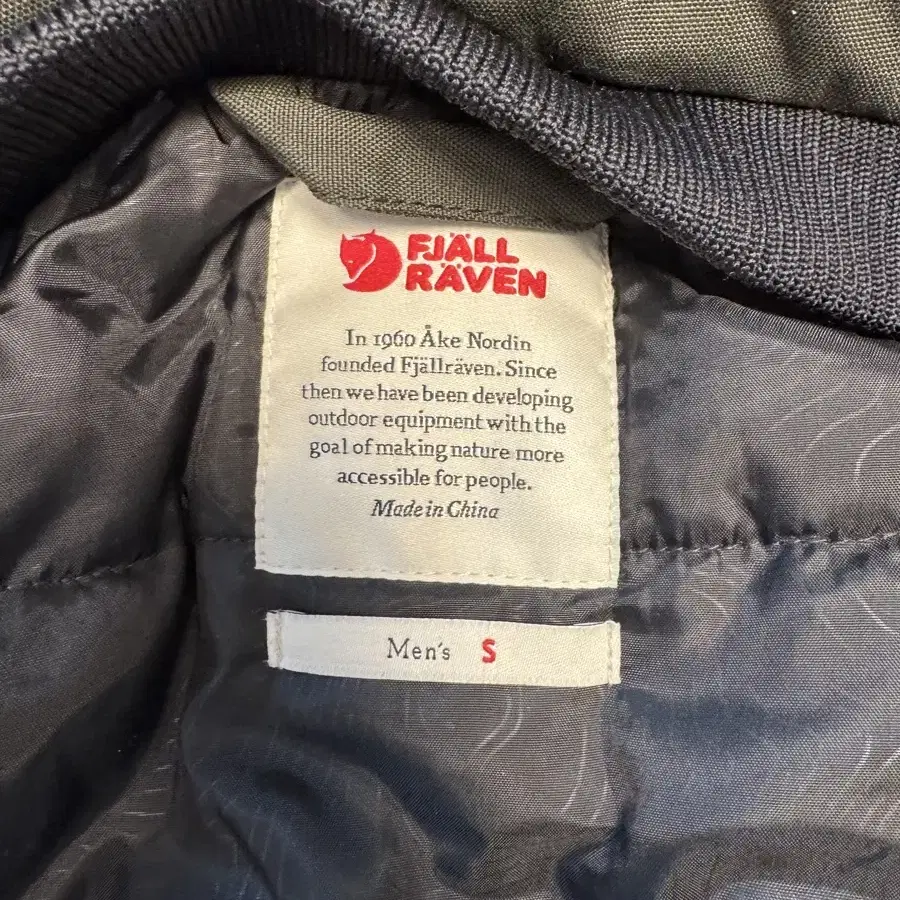 FJÄLL
RÄVEN
In 1960 Åke Nordin
founded Fjällräven. Since
then we have been developing
outdoor equipment with the
goal of making nature more
accessible for people.
Made in China
Men's S